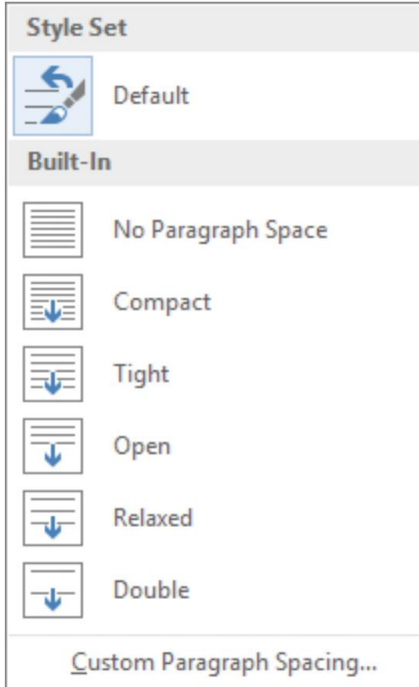 Style Set
Default
Built-In
No Paragraph Space
Compact
Tight
Open
Relaxed
Double
Custom Paragraph Spacing...